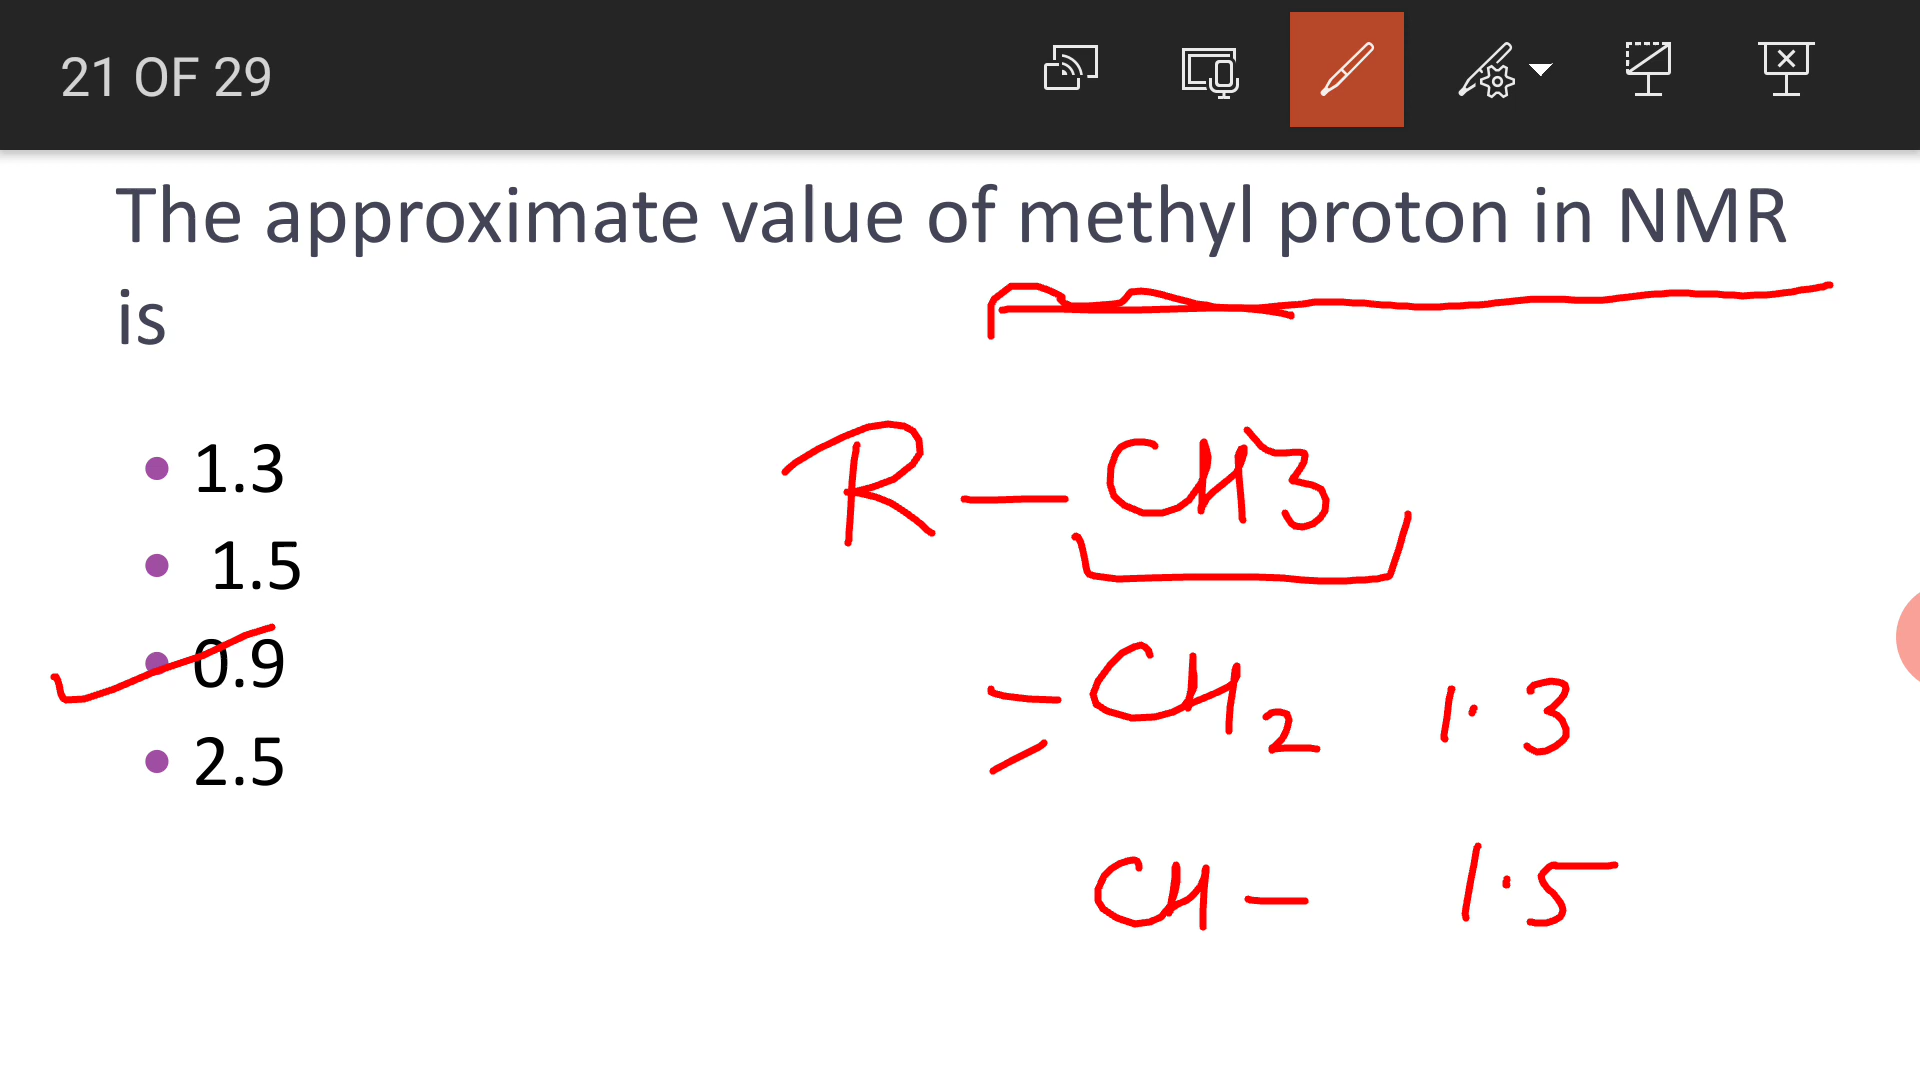 21 OF 29
The approximate value of methyl proton in NMR
is
1.3
1.5
0.9
2.5
R — CH3
CH2 1.3
CH — 1.5